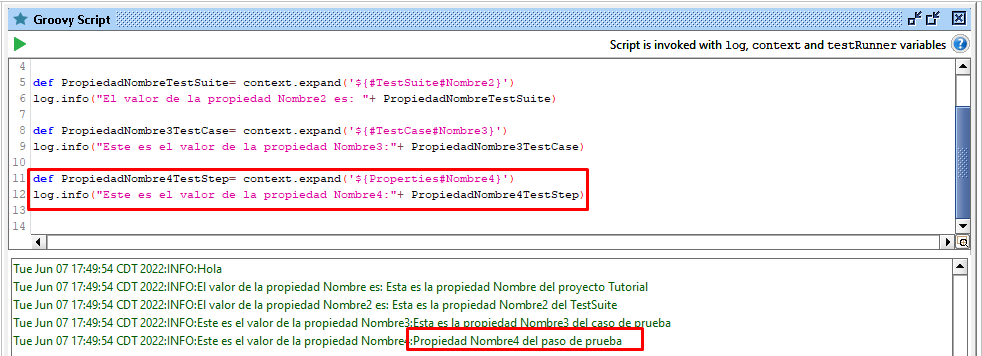 Groovy Script
Script is invoked with log, context and testRunner variables
4
5 def PropiedadNombreTestSuite= context.expand('${#TestSuite#Nombre2}')
6 log.info("El valor de la propiedad Nombre2 es: "+ PropiedadNombreTestSuite)
7
8 def PropiedadNombre3TestCase= context.expand('${#TestCase#Nombre3}')
9 log.info("Este es el valor de la propiedad Nombre3:"+ PropiedadNombre3TestCase)
10
11 def PropiedadNombre4TestStep= context.expand('${Properties#Nombre4}')
12 log.info("Este es el valor de la propiedad Nombre4:"+ PropiedadNombre4TestStep)
13
14
Tue Jun 07 17:49:54 CDT 2022:INFO:Hola
Tue Jun 07 17:49:54 CDT 2022:INFO:El valor de la propiedad Nombre es: Esta es la propiedad Nombre del proyecto Tutorial
Tue Jun 07 17:49:54 CDT 2022:INFO:El valor de la propiedad Nombre2 es: Esta es la propiedad Nombre2 del TestSuite
Tue Jun 07 17:49:54 CDT 2022:INFO:Este es el valor de la propiedad Nombre3:Esta es la propiedad Nombre3 del caso de prueba
Tue Jun 07 17:49:54 CDT 2022:INFO:Este es el valor de la propiedad Nombre4:Propiedad Nombre4 del paso de prueba